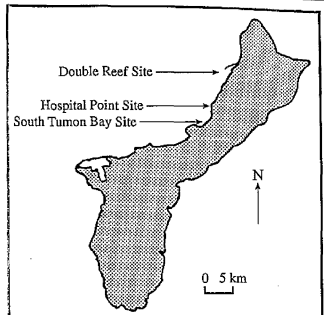 Double Reef Site
Hospital Point Site
South Tumon Bay Site
N
0 5 km